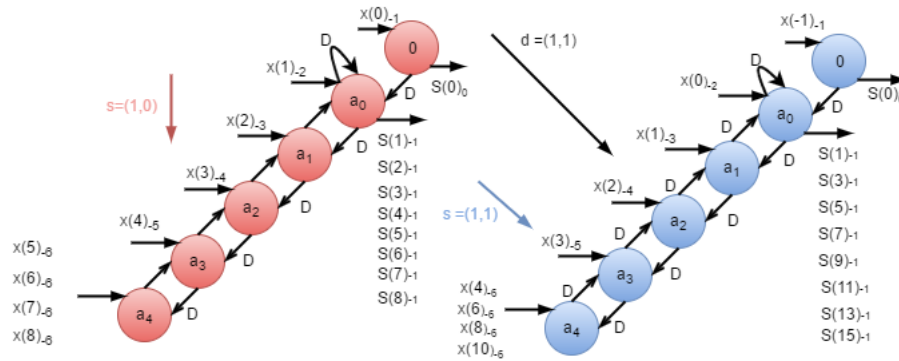 x(0)-1
0
D
S(0)0
D
x(1)-2
a0
x(2)-3
D
a1
S(1)-1
S(2)-1
S(3)-1
S(4)-1
S(5)-1
S(6)-1
S(7)-1
S(8)-1
x(3)-4
D
a2
x(4)-5
D
a3
x(5)-6
x(6)-6
x(7)-6
x(8)-6
D
a4
s=(1,0)
d =(1,1)
s =(1,1)
x(-1)-1
0
D
S(0)
D
x(0)-2
a0
D
D
x(1)-3
a1
S(1)-1
S(3)-1
S(5)-1
S(7)-1
S(9)-1
S(11)-1
S(13)-1
S(15)-1
D
D
x(2)-4
a2
D
D
x(3)-5
a3
D
D
x(4)-6
x(6)-6
x(8)-6
x(10)-6
a4